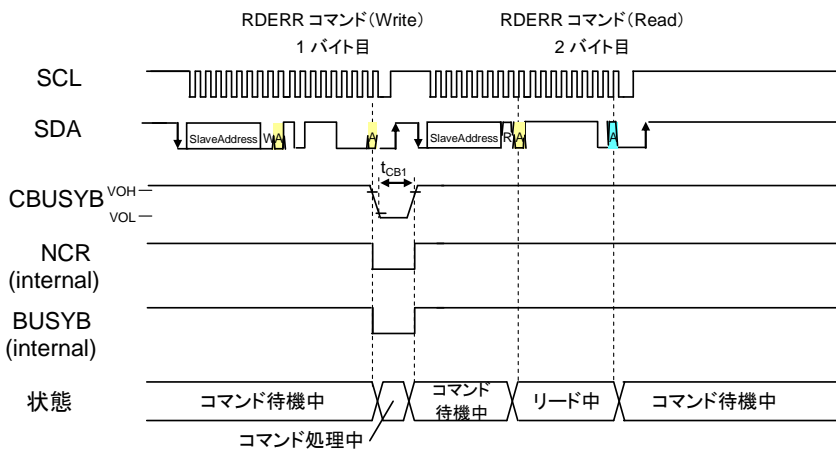 RDERR コマンド(Write)
1 バイト目
RDERR コマンド(Read)
2 バイト目
SCL
SDA
SlaveAddress W A A SlaveAddress R A A
tCB1
CBUSYB VOH
VOL
NCR
(internal)
BUSYB
(internal)
状態
コマンド待機中
コマンド
待機中
リード中
コマンド待機中
コマンド処理中